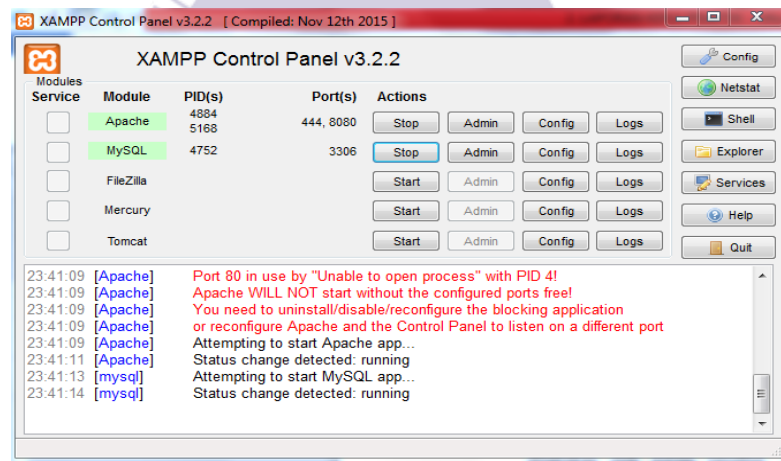 XAMPP Control Panel v3.2.2 [ Compiled: Nov 12th 2015 ]
XAMPP Control Panel v3.2.2
Config
Modules
Service Module PID(s) Port(s) Actions
Netstat
Apache 4884 5168 444, 8080 Stop Admin Config Logs
Shell
MySQL 4752 3306 Stop Admin Config Logs
Explorer
FileZilla Start Admin Config Logs
Services
Mercury Start Admin Config Logs
Help
Tomcat Start Admin Config Logs
Quit
23:41:09 [Apache] Port 80 in use by "Unable to open process" with PID 4!
23:41:09 [Apache] Apache WILL NOT start without the configured ports free!
23:41:09 [Apache] You need to uninstall/disable/reconfigure the blocking application
23:41:09 [Apache] or reconfigure Apache and the Control Panel to listen on a different port
23:41:09 [Apache] Attempting to start Apache app...
23:41:11 [Apache] Status change detected: running
23:41:13 [mysql] Attempting to start MySQL app...
23:41:14 [mysql] Status change detected: running